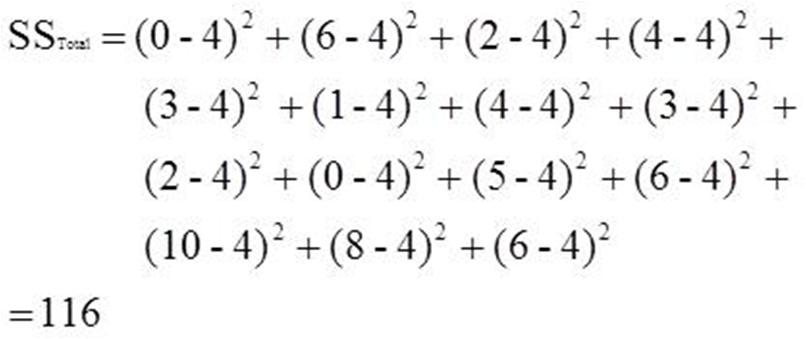 SS_Total = (0 - 4)² + (6 - 4)² + (2 - 4)² + (4 - 4)² +
(3 - 4)² + (1 - 4)² + (4 - 4)² + (3 - 4)² +
(2 - 4)² + (0 - 4)² + (5 - 4)² + (6 - 4)² +
(10 - 4)² + (8 - 4)² + (6 - 4)²
= 116